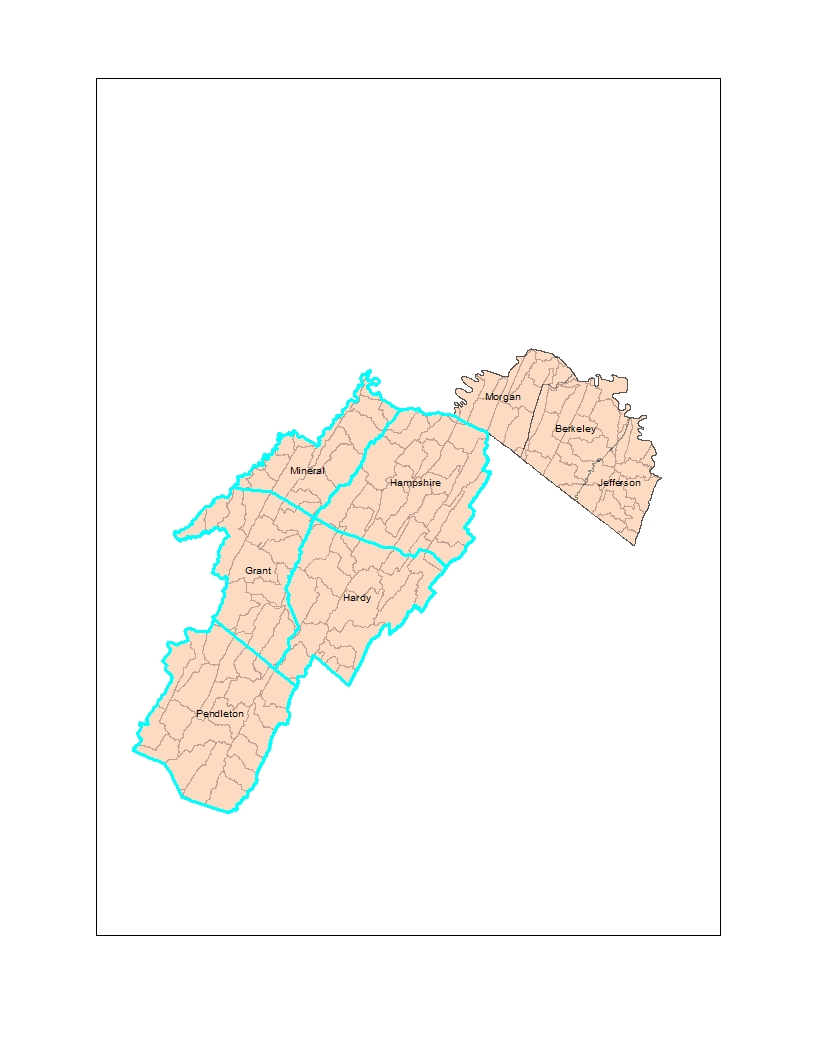 Morgan
Berkeley
Mineral
Hampshire
Jefferson
Grant
Hardy
Pendleton